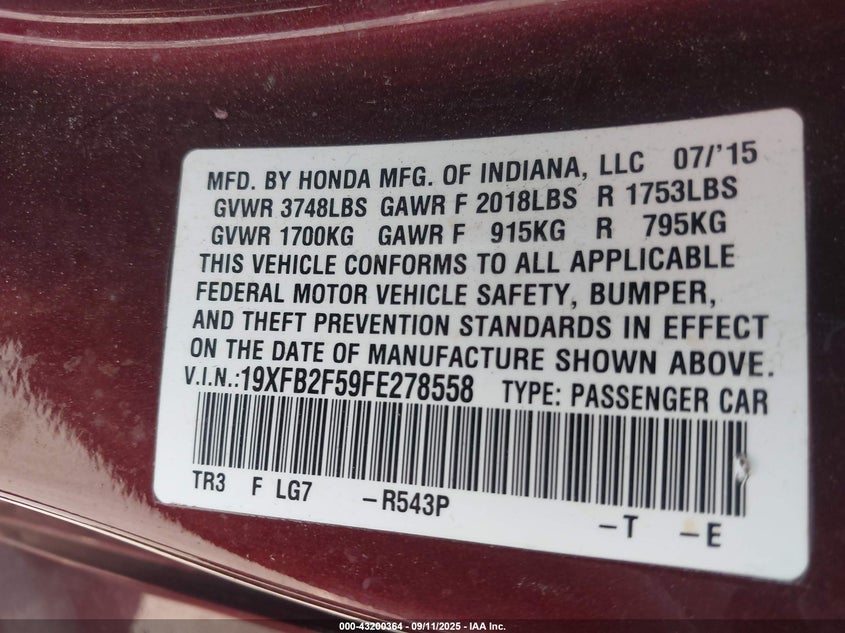 MFD. BY HONDA MFG. OF INDIANA, LLC 07/'15
GVWR 3748LBS GAWR F 2018LBS R 1753LBS
GVWR 1700KG GAWR F 915KG R 795KG
THIS VEHICLE CONFORMS TO ALL APPLICABLE
FEDERAL MOTOR VEHICLE SAFETY, BUMPER,
AND THEFT PREVENTION STANDARDS IN EFFECT
ON THE DATE OF MANUFACTURE SHOWN ABOVE.
V.I.N.:19XFB2F59FE278558 TYPE: PASSENGER CAR
TR3 F LG7 –R543P –T –E
000-43200364 - 09/11/2025 - IAA Inc.